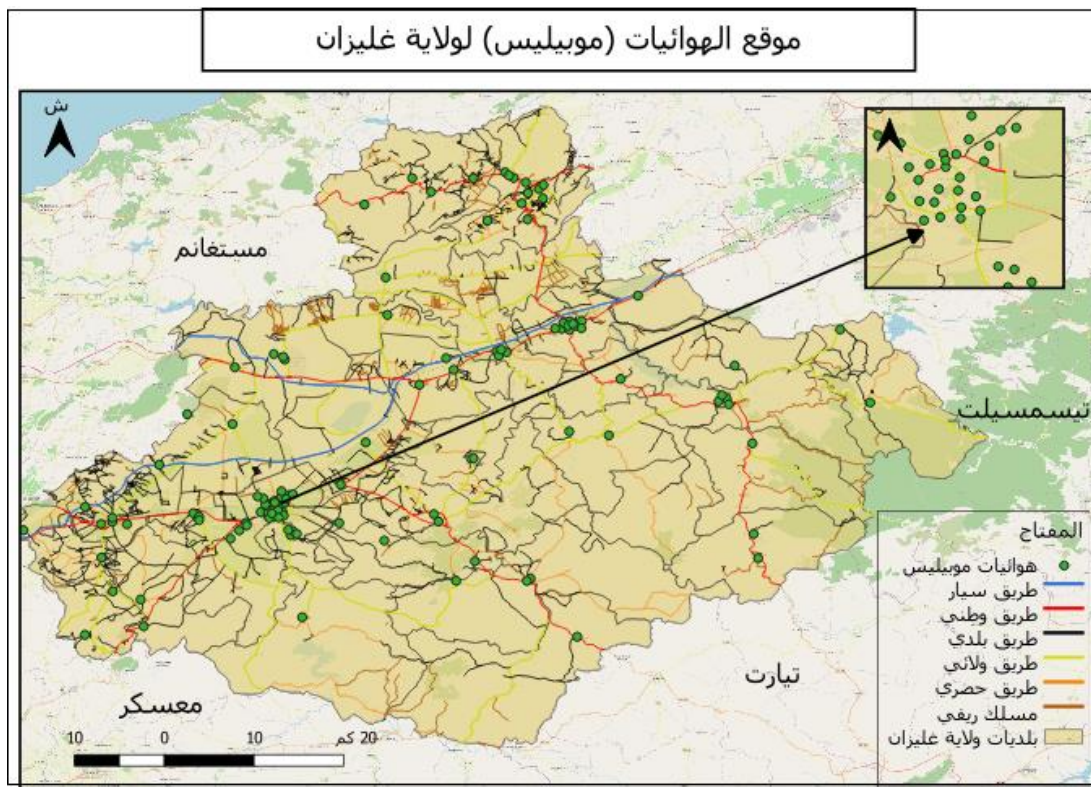 موقع الهوائيات (موبيليس) لولاية غليزان
ش
مستغانم
تيسمسيلت
تيارت
معسكر
المفتاح
هوائيات موبيليس
طريق سيار
طريق وطني
طريق بلدي
طريق ولائي
طريق حضري
مسلك ريفي
بلديات ولاية غليزان
10 0 10 20 كم